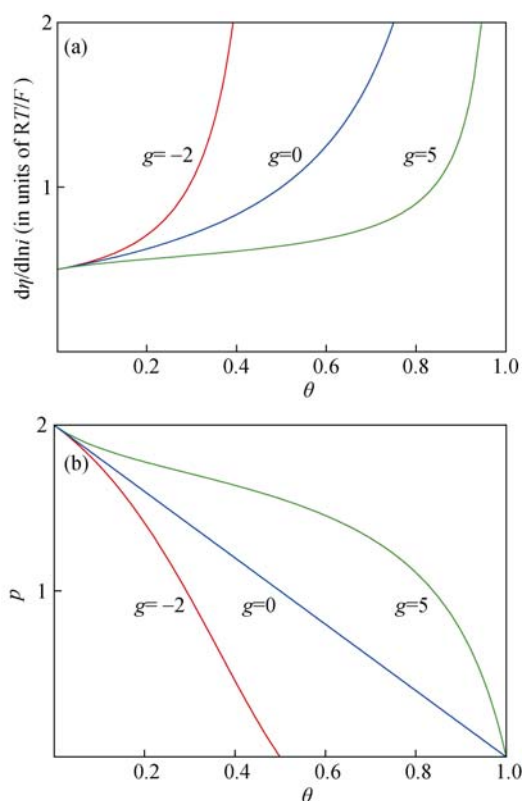 2
(a)
dη/dlni (in units of RT/F )
g= –2
g=0
g=5
1
0.2 0.4 0.6 0.8 1.0
θ
2
(b)
p
1
g= –2
g=0
g=5
0.2 0.4 0.6 0.8 1.0
θ